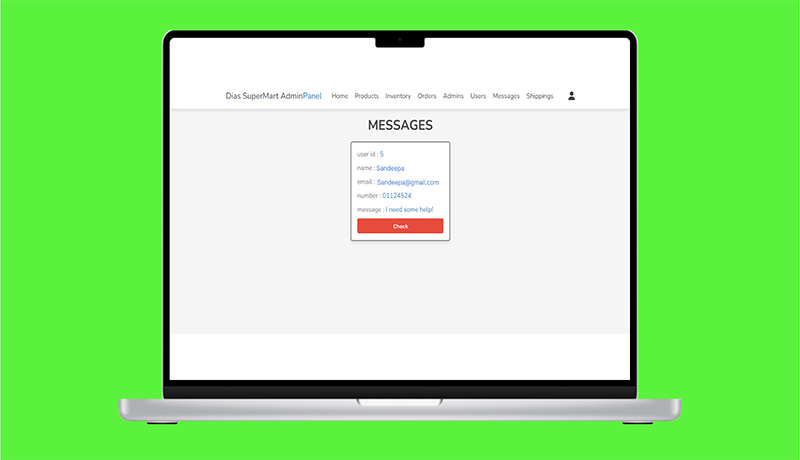 Dias SuperMart AdminPanel Home Products Inventory Orders Admins Users Messages Shippings
MESSAGES
user id : 5
name : Sandeepa
email : Sandeepa@gmail.com
number : 01124524
message : I need some help!
Check